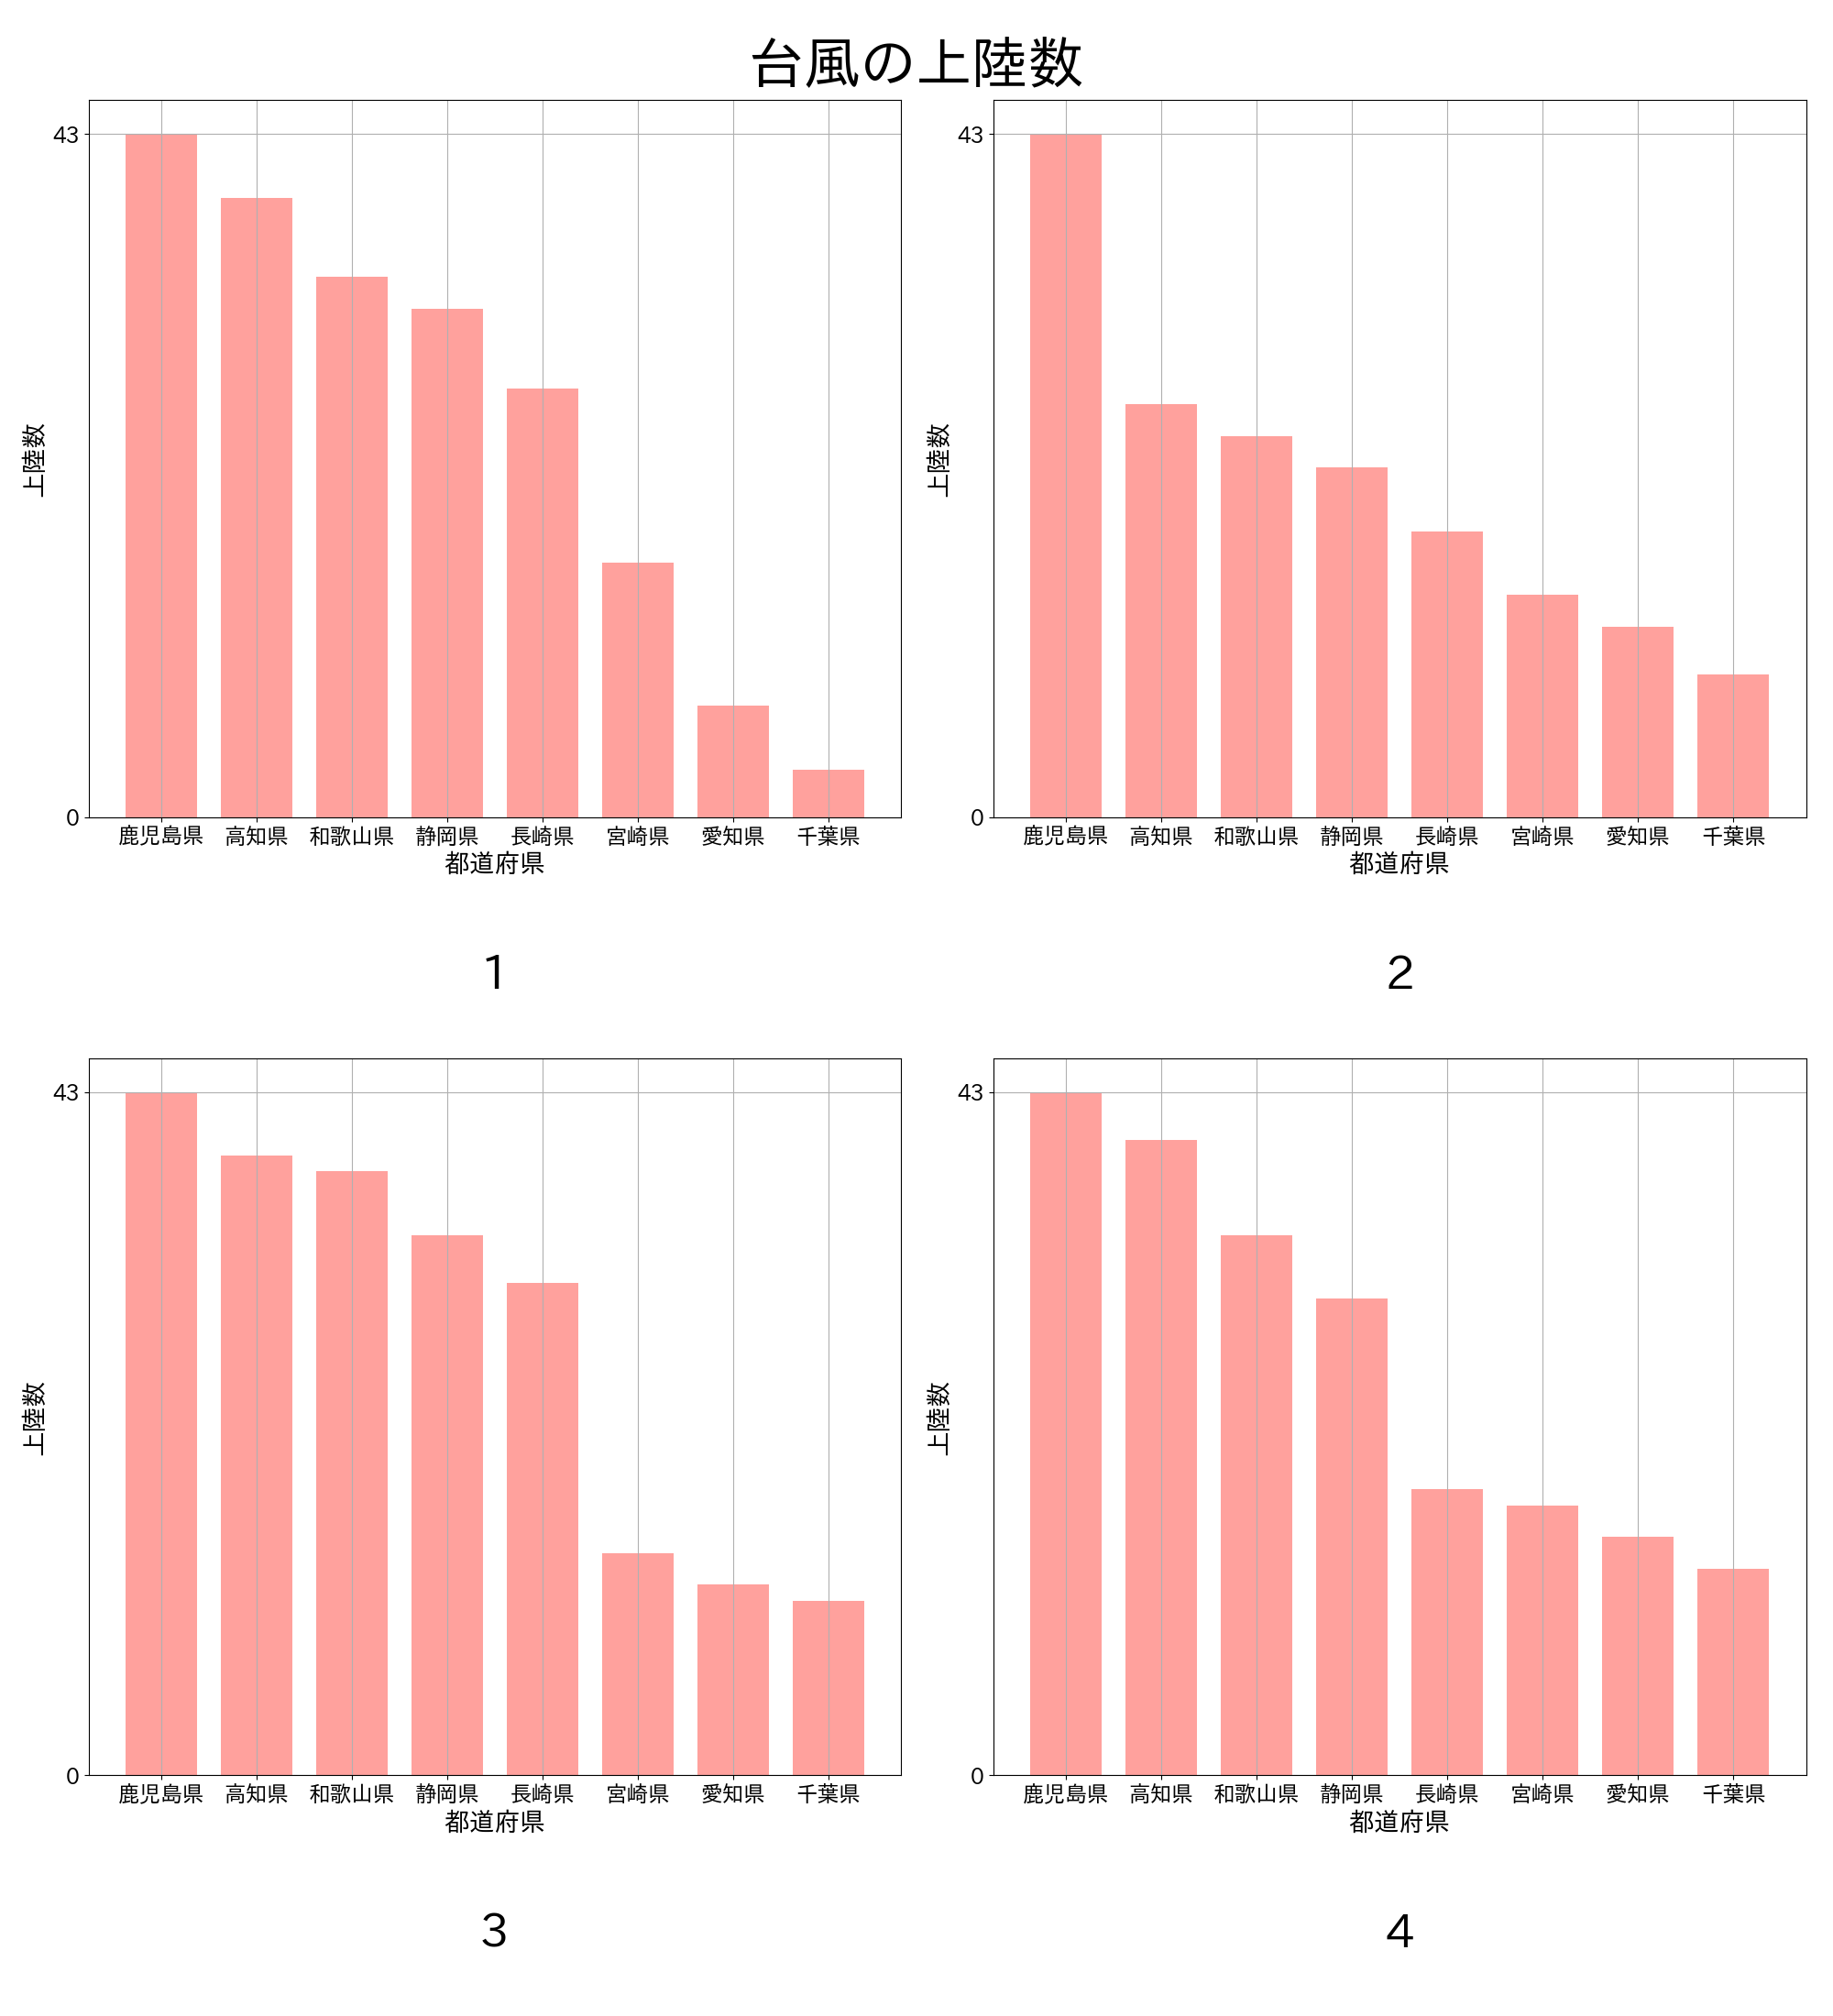 台風の上陸数
43
0
上陸数
鹿児島県 高知県 和歌山県 静岡県 長崎県 宮崎県 愛知県 千葉県
都道府県
1
43
0
上陸数
鹿児島県 高知県 和歌山県 静岡県 長崎県 宮崎県 愛知県 千葉県
都道府県
2
43
0
上陸数
鹿児島県 高知県 和歌山県 静岡県 長崎県 宮崎県 愛知県 千葉県
都道府県
3
43
0
上陸数
鹿児島県 高知県 和歌山県 静岡県 長崎県 宮崎県 愛知県 千葉県
都道府県
4